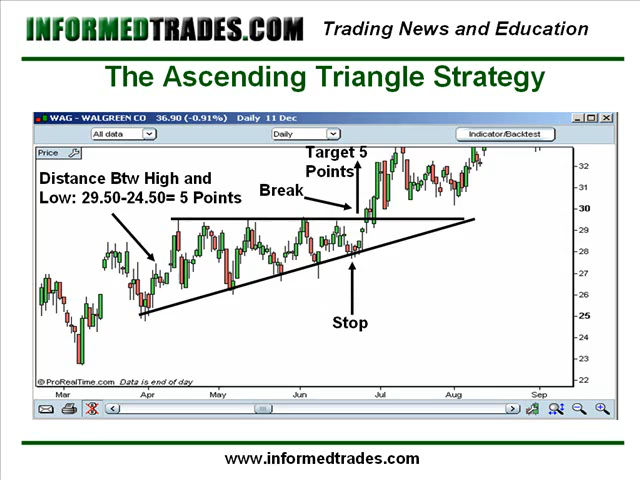 INFORMEDTRADES.COM Trading News and Education
The Ascending Triangle Strategy
WAG - WALGREEN CO 36.90 (-0.91%) Daily 11 Dec
All data Daily Indicator/Backtest
Price
Target 5
Points
Distance Btw High and
Low: 29.50-24.50= 5 Points
Break
Stop
32
31
30
29
28
27
26
25
24
23
22
© ProRealTime.com Data is end of day
Mar Apr May Jun Jul Aug Sep
www.informedtrades.com